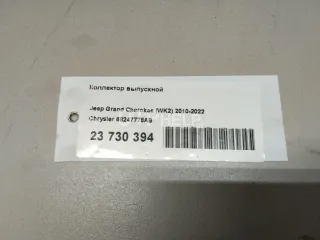 Коллектор выпускной
Jeep Grand Cherokee (WK2) 2010-2022
Chrysler 68247778AB
23 730 394